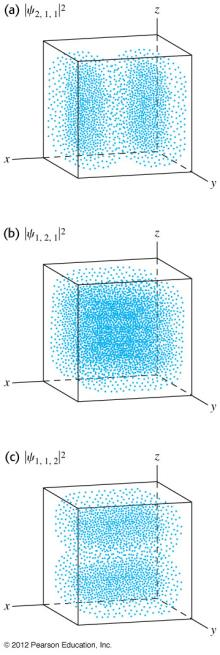 (a) |ψ₂,₁,₁|²
z
x
y
(b) |ψ₁,₂,₁|²
z
x
y
(c) |ψ₁,₁,₂|²
z
x
y
© 2012 Pearson Education, Inc.